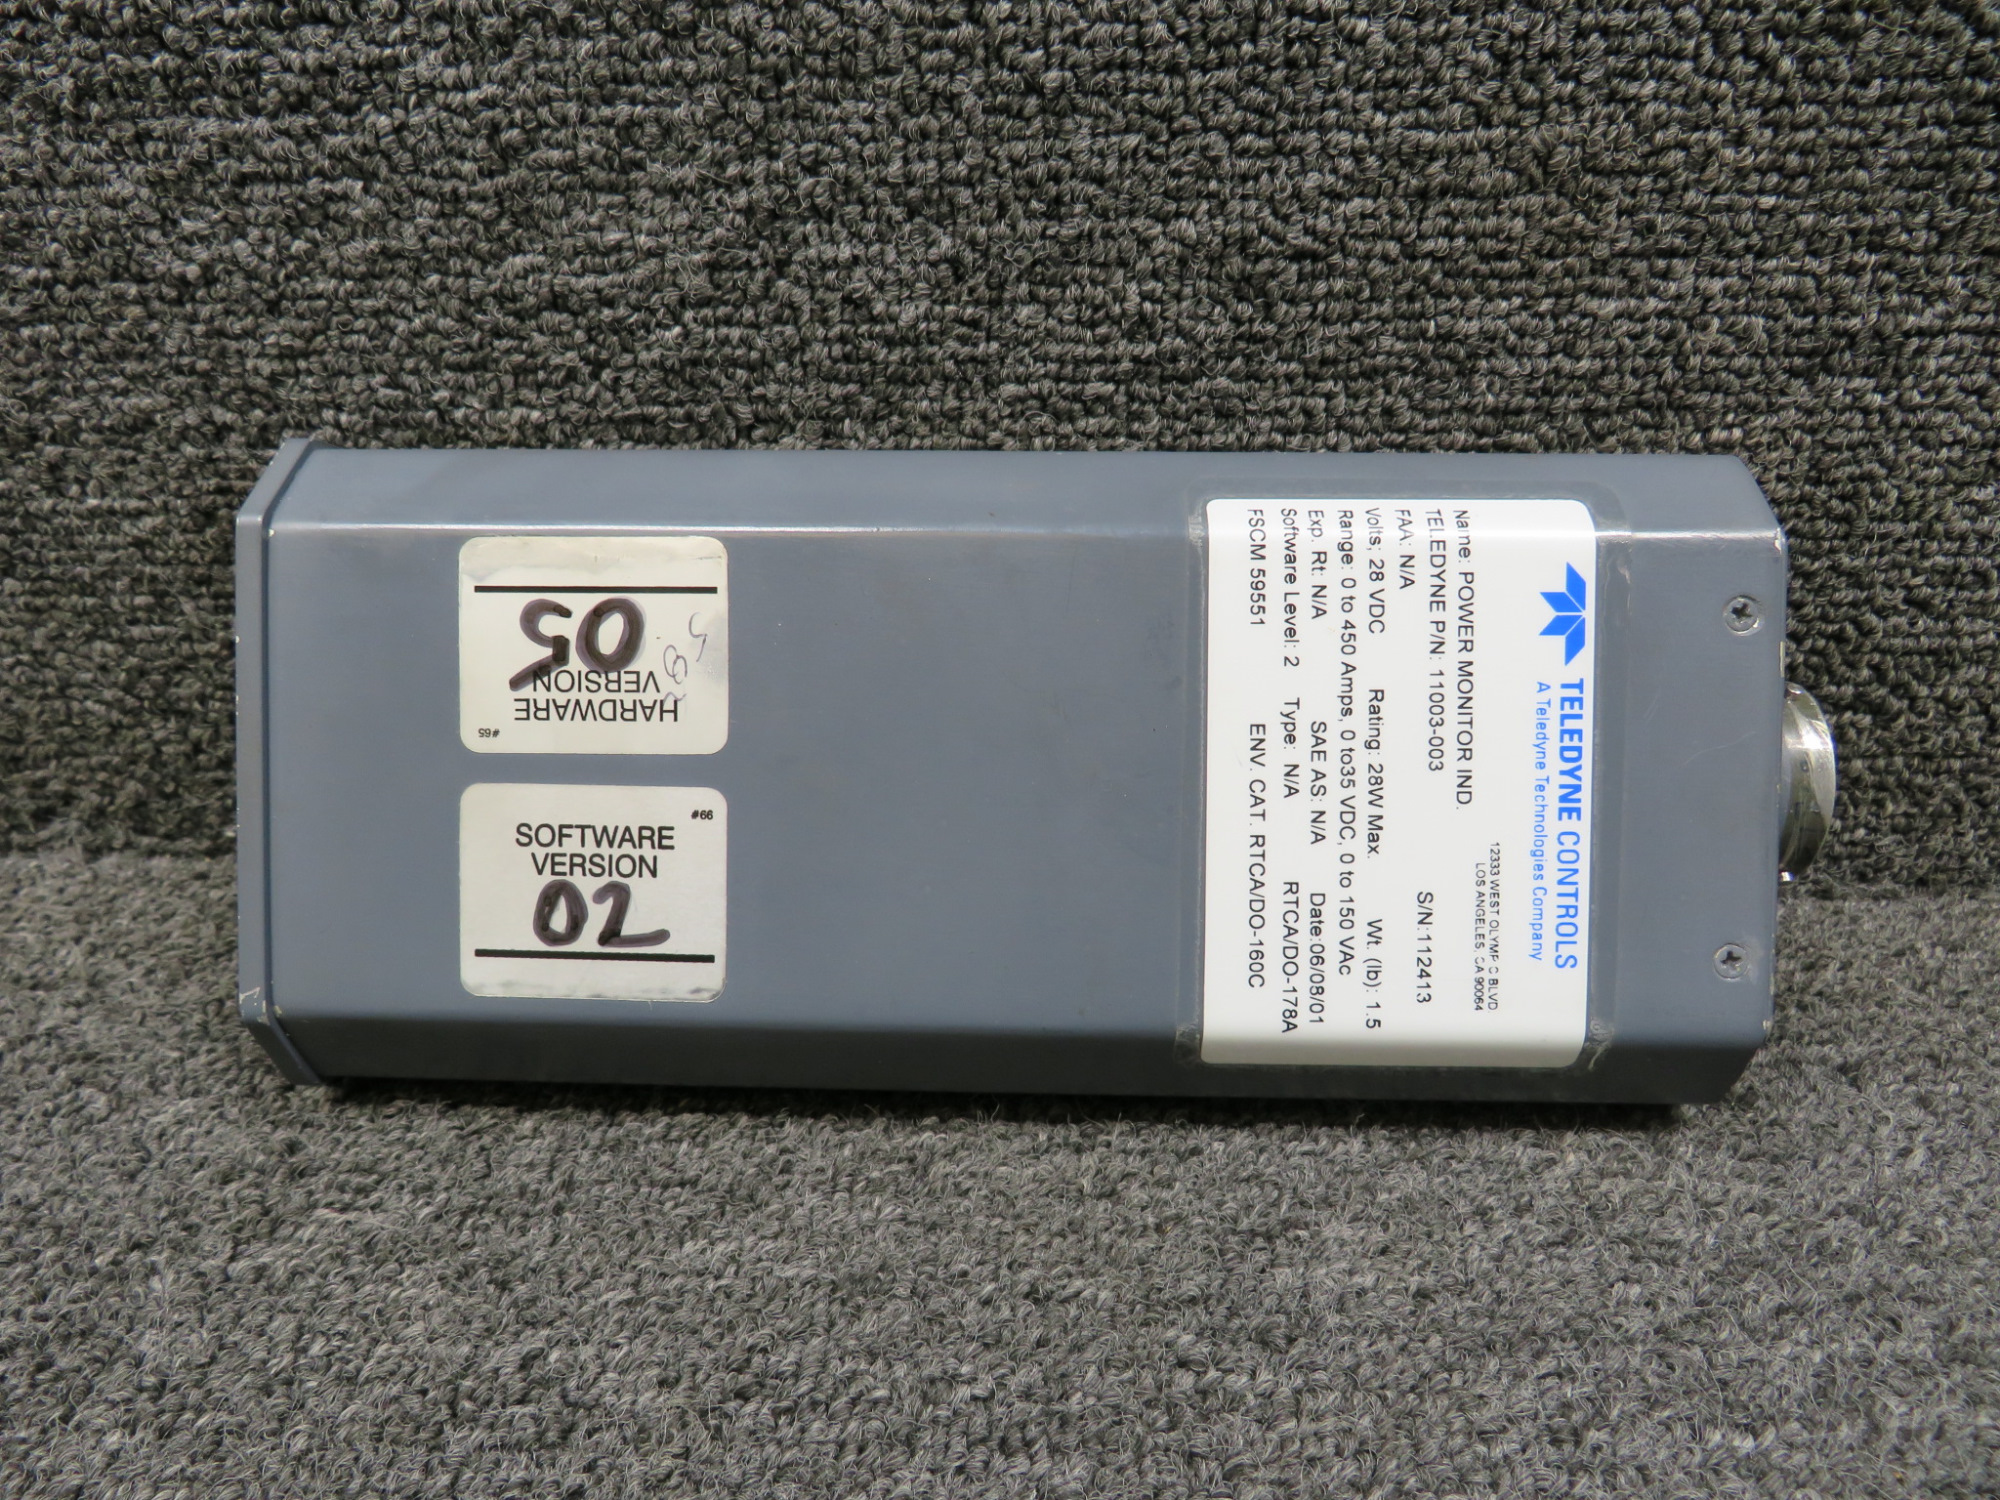 #65
HARDWARE
VERSION
05
#66
SOFTWARE
VERSION
02
TELEDYNE CONTROLS
A Teledyne Technologies Company
12333 WEST OLYMPIC BLVD.
LOS ANGELES, CA 90064
Name: POWER MONITOR IND.
TELEDYNE P/N: 11003-003 S/N:112413
FAA: N/A
Volts; 28 VDC Rating: 28W Max. Wt. (lb): 1.5
Range: 0 to 450 Amps, 0 to35 VDC, 0 to 150 VAc
Exp. Rt: N/A SAE AS: N/A Date:06/08/01
Software Level: 2 Type: N/A RTCA/DO-178A
FSCM 59551 ENV. CAT. RTCA/DO-160C